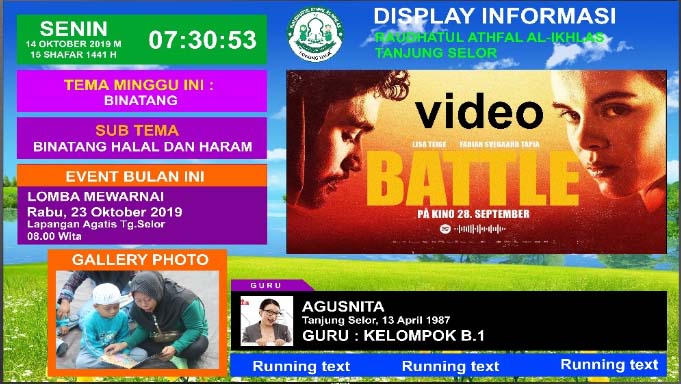 SENIN
14 OKTOBER 2019 M
15 SHAFAR 1441 H
07:30:53
DISPLAY INFORMASI
RAUDHATUL ATHFAL AL-IKHLAS
TANJUNG SELOR
TEMA MINGGU INI :
BINATANG
SUB TEMA
BINATANG HALAL DAN HARAM
EVENT BULAN INI
LOMBA MEWARNAI
Rabu, 23 Oktober 2019
Lapangan Agatis Tg.Selor
08.00 Wita
video
LISA TEIGE FABIAN SVEGAARD TAPIA
BATTLE
PÅ KINO 28. SEPTEMBER
GALLERY PHOTO
GURU
AGUSNITA
Tanjung Selor, 13 April 1987
GURU : KELOMPOK B.1
Running text Running text Running text